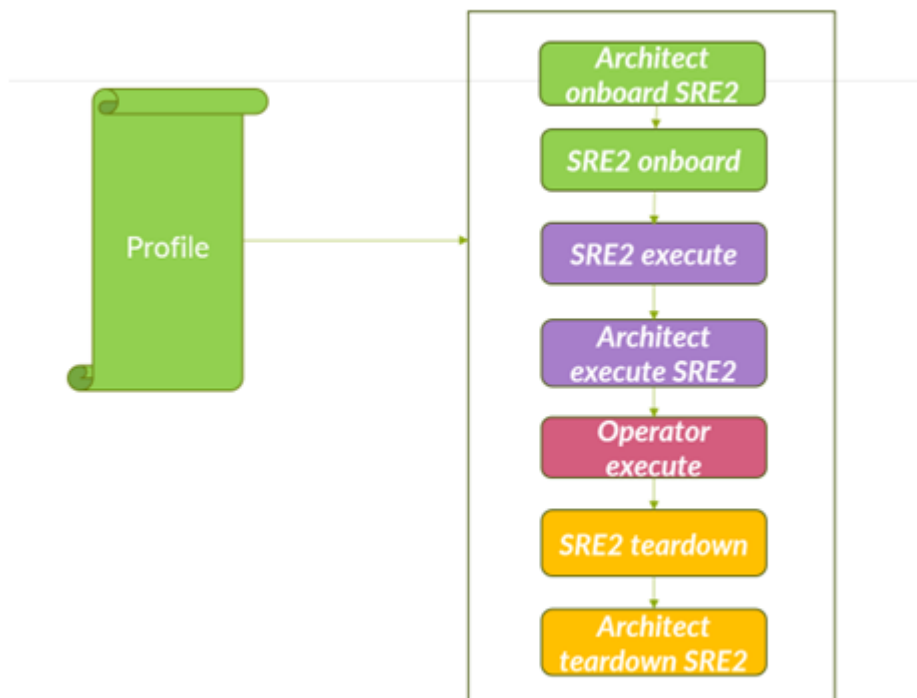 Profile
Architect
onboard SRE2
SRE2 onboard
SRE2 execute
Architect
execute SRE2
Operator
execute
SRE2 teardown
Architect
teardown SRE2